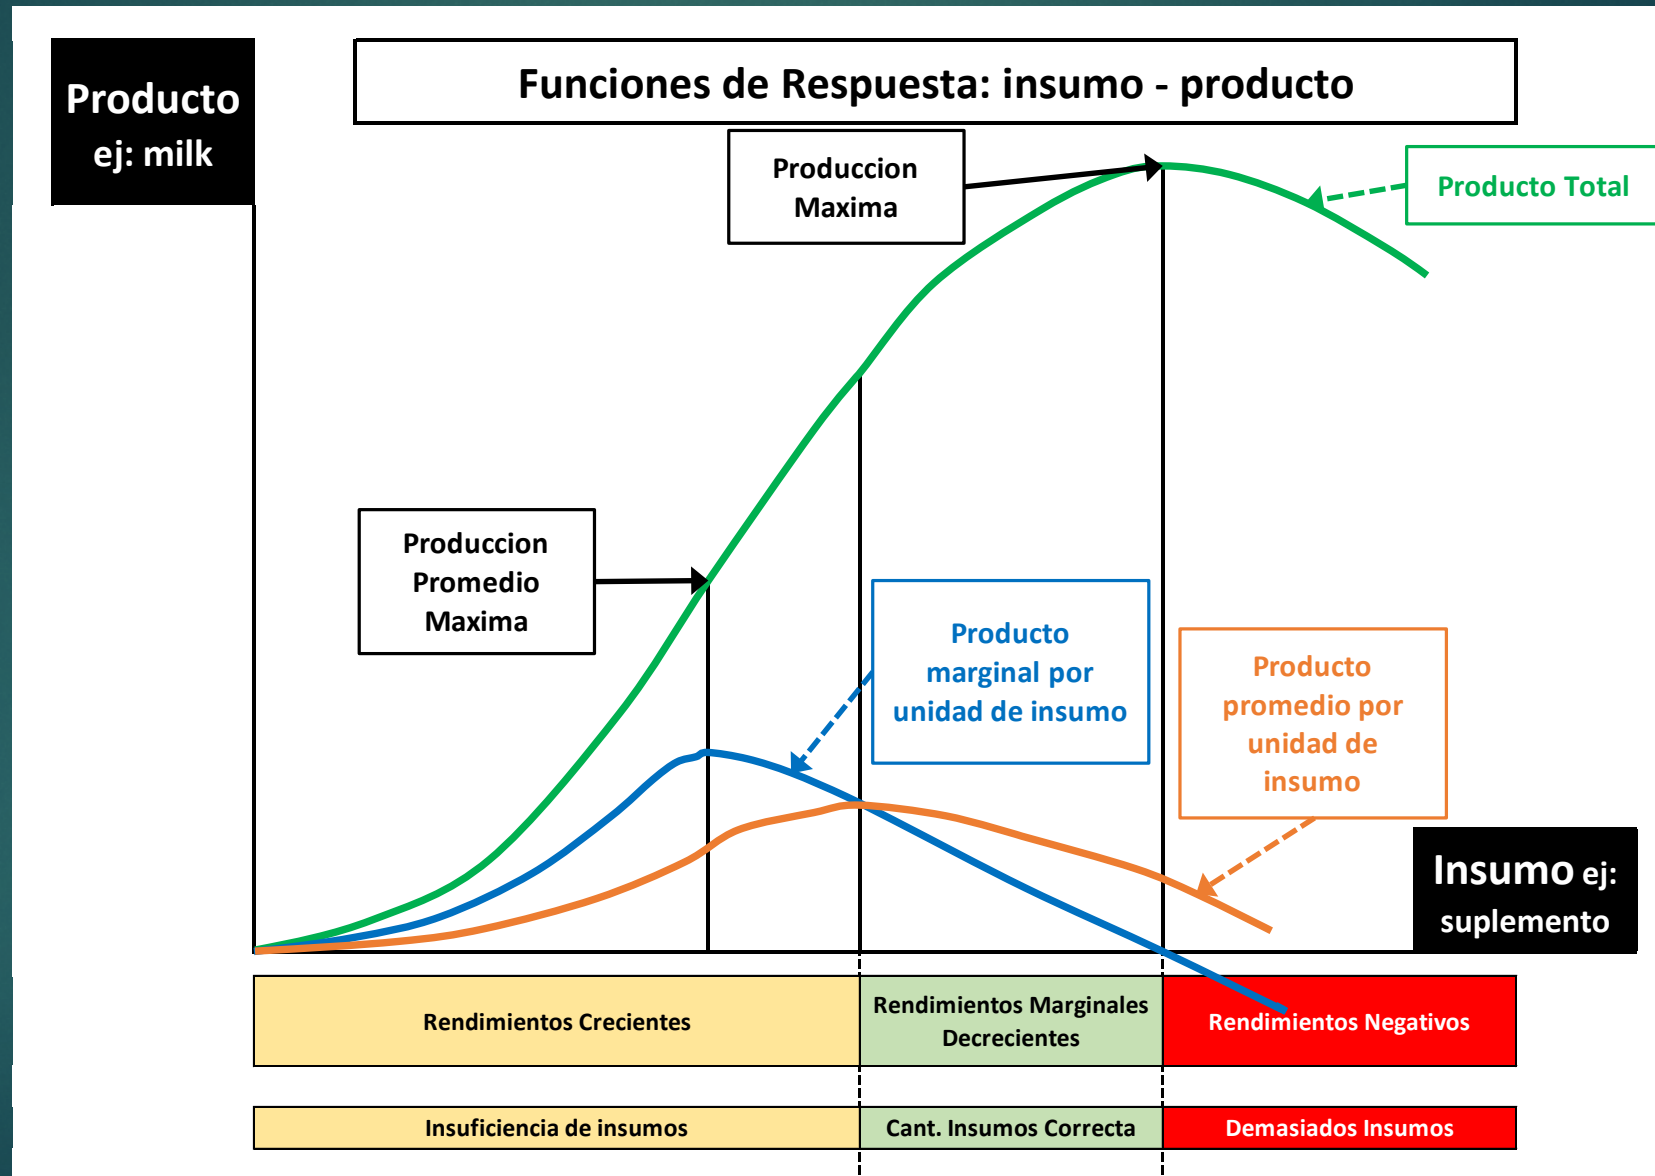 Producto
ej: milk
Funciones de Respuesta: insumo - producto
Produccion
Maxima
Producto Total
Produccion
Promedio
Maxima
Producto
marginal por
unidad de insumo
Producto
promedio por
unidad de
insumo
Insumo ej:
suplemento
Rendimientos Crecientes
Rendimientos Marginales
Decrecientes
Rendimientos Negativos
Insuficiencia de insumos
Cant. Insumos Correcta
Demasiados Insumos